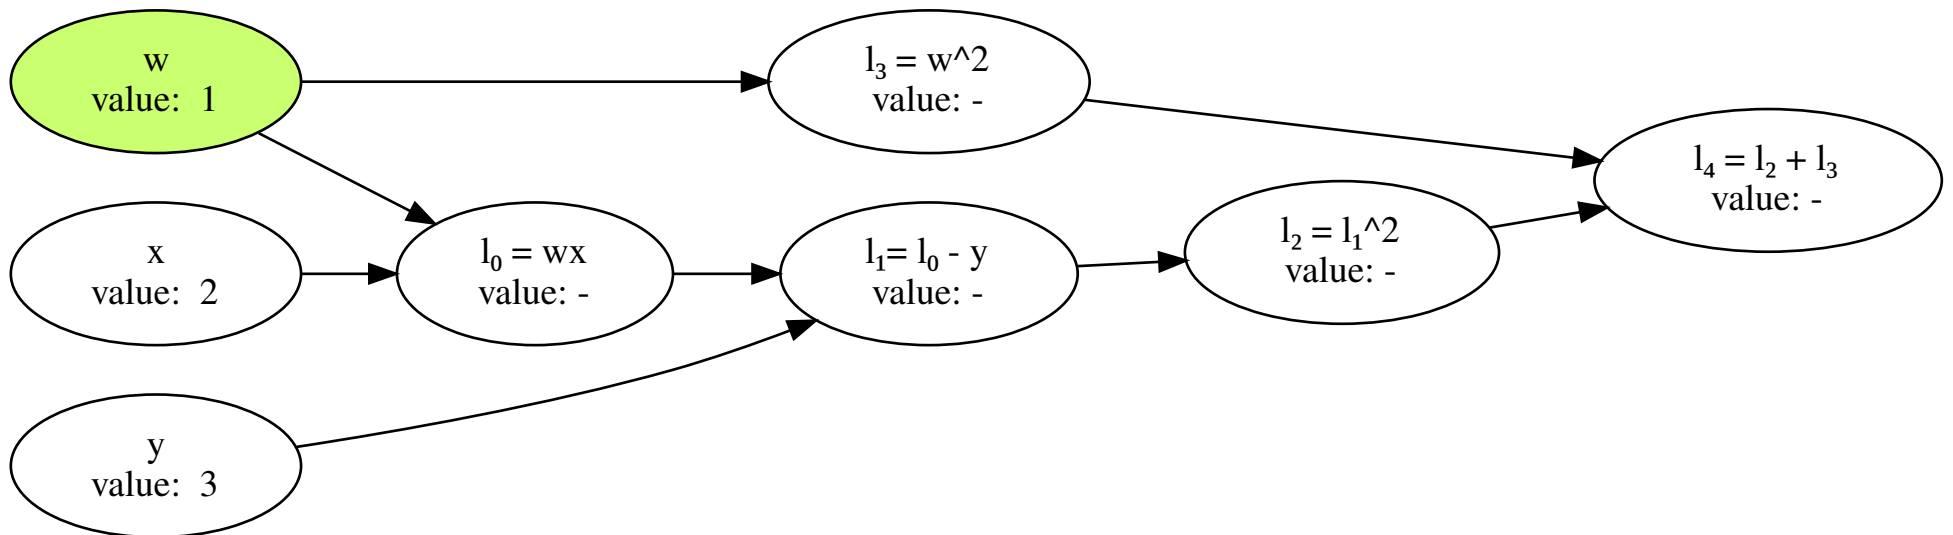 w
value:  1
x
value:  2
y
value:  3
l₀ = wx
value: -
l₃ = w^2
value: -
l₁= l₀ - y
value: -
l₂ = l₁^2
value: -
l₄ = l₂ + l₃
value: -